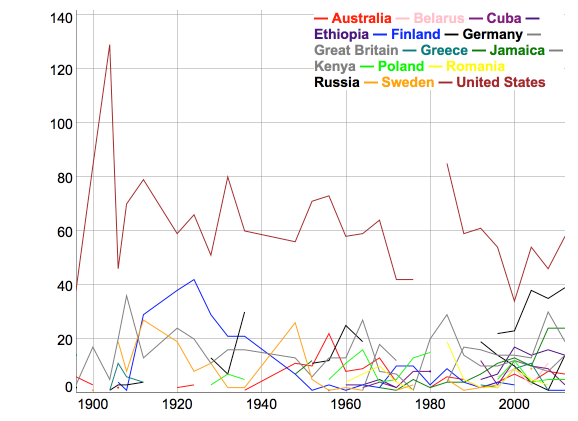 — Australia — Belarus — Cuba —
Ethiopia — Finland — Germany —
Great Britain — Greece — Jamaica —
Kenya — Poland — Romania —
Russia — Sweden — United States
140
120
100
80
60
40
20
0
1900 1920 1940 1960 1980 2000